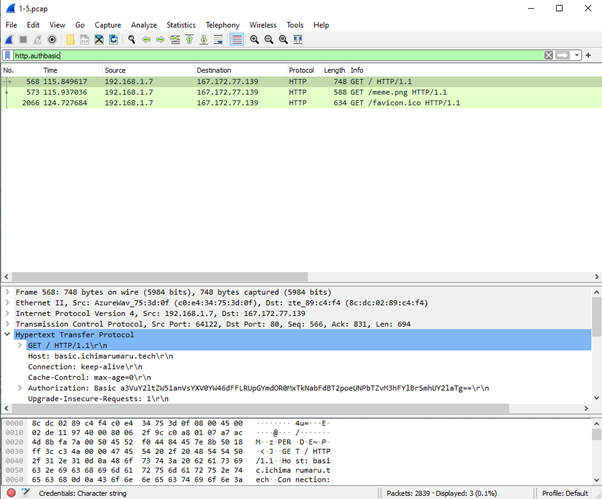 1-5.pcap
File Edit View Go Capture Analyze Statistics Telephony Wireless Tools Help
http.authbasic
No. Time Source Destination Protocol Length Info
568 115.849617 192.168.1.7 167.172.77.139 HTTP 748 GET / HTTP/1.1
573 115.937036 192.168.1.7 167.172.77.139 HTTP 588 GET /meme.png HTTP/1.1
2066 124.727684 192.168.1.7 167.172.77.139 HTTP 634 GET /favicon.ico HTTP/1.1
Frame 568: 748 bytes on wire (5984 bits), 748 bytes captured (5984 bits)
Ethernet II, Src: AzureWav_75:3d:0f (c0:e4:34:75:3d:0f), Dst: zte_89:c4:f4 (8c:dc:02:89:c4:f4)
Internet Protocol Version 4, Src: 192.168.1.7, Dst: 167.172.77.139
Transmission Control Protocol, Src Port: 64122, Dst Port: 80, Seq: 566, Ack: 831, Len: 694
Hypertext Transfer Protocol
GET / HTTP/1.1\r\n
Host: basic.ichimarumaru.tech\r\n
Connection: keep-alive\r\n
Cache-Control: max-age=0\r\n
Authorization: Basic
Upgrade-Insecure-Requests: 1\r\n
0000 8c dc 02 89 c4 f4 c0 e4 34 75 3d 0f 08 00 45 00 ········ 4u=···E·
0010 02 de 11 97 40 00 80 06 2f 9c c0 a8 01 07 a7 ac ····@··· /·······
0020 4d 8b fa 7a 00 50 45 52 f0 44 84 45 7e 8b 50 18 M··z·PER ·D·E~·P·
0030 ff 3c c3 4a 00 00 47 45 54 20 2f 20 48 54 54 50 ·<·J··GE T / HTTP
0040 2f 31 2e 31 0d 0a 48 6f 73 74 3a 20 62 61 73 69 /1.1··Ho st: basi
0050 63 2e 69 63 68 69 6d 61 72 75 6d 61 72 75 2e 74 c.ichima rumaru.t
0060 65 63 68 0d 0a 43 6f 6e 6e 65 63 74 69 6f 6e 3a ech··Con nection:
Credentials: Character string Packets: 2839 · Displayed: 3 (0.1%) Profile: Default